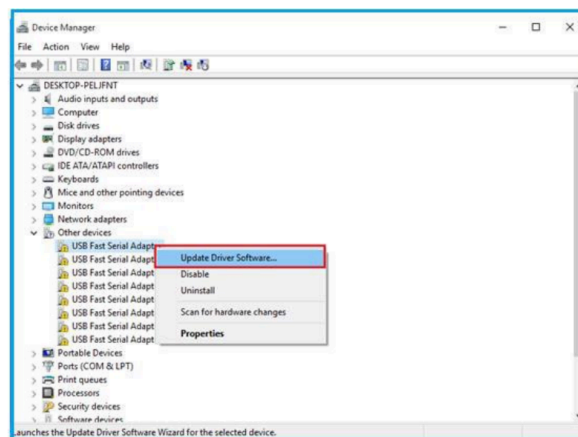 Device Manager
File Action View Help
DESKTOP-PELJFNT
Audio inputs and outputs
Computer
Disk drives
Display adapters
DVD/CD-ROM drives
IDE ATA/ATAPI controllers
Keyboards
Mice and other pointing devices
Monitors
Network adapters
Other devices
USB Fast Serial Adapt
USB Fast Serial Adapt
USB Fast Serial Adapt
USB Fast Serial Adapt
USB Fast Serial Adapt
USB Fast Serial Adapt
USB Fast Serial Adapt
USB Fast Serial Adapt
Update Driver Software...
Disable
Uninstall
Scan for hardware changes
Properties
Portable Devices
Ports (COM & LPT)
Print queues
Processors
Security devices
Software devices
aunches the Update Driver Software Wizard for the selected device.